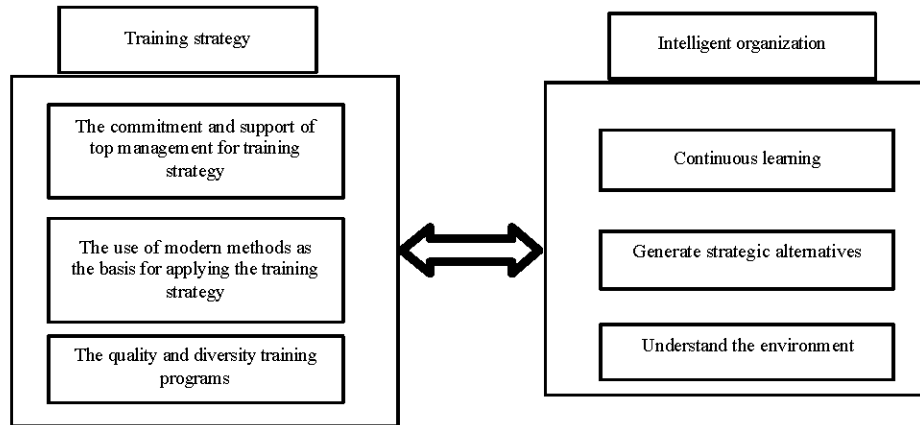 Training strategy
The commitment and support of
top management for training
strategy
The use of modern methods as
the basis for applying the training
strategy
The quality and diversity training
programs
Intelligent organization
Continuous learning
Generate strategic alternatives
Understand the environment